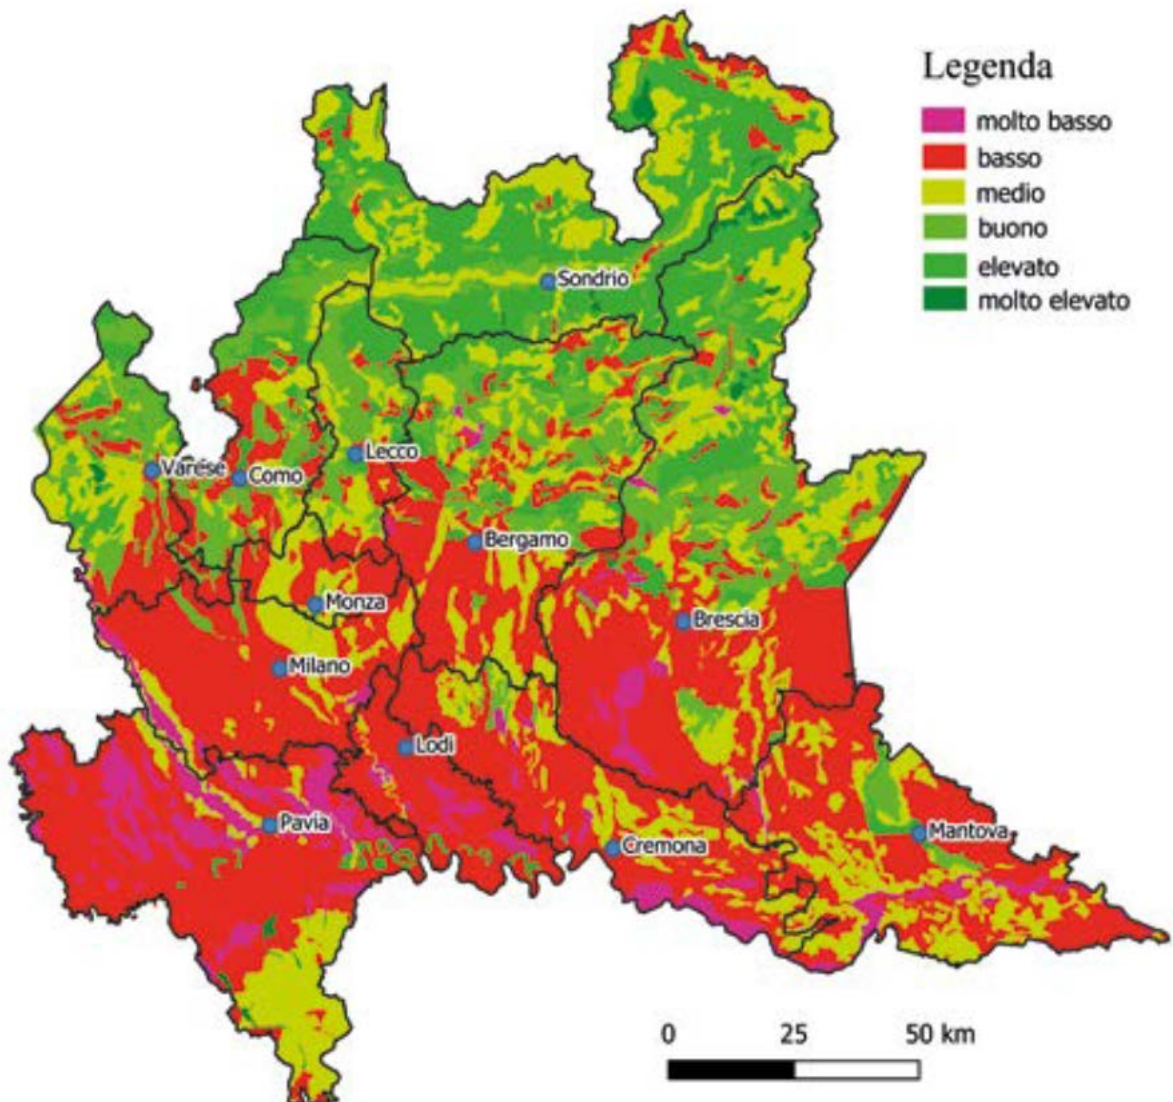 Legenda
molto basso
basso
medio
buono
elevato
molto elevato
Sondrio
Varese
Como
Lecco
Bergamo
Monza
Brescia
Milano
Lodi
Pavia
Cremona
Mantova
0 25 50 km